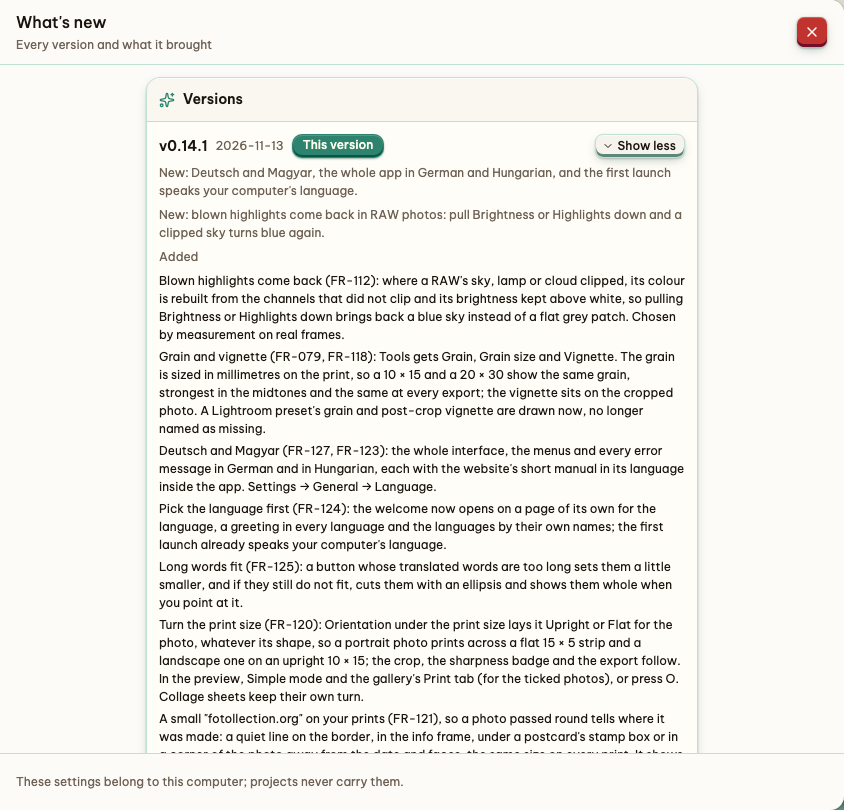 What's new
Every version and what it brought
Versions
v0.14.1 2026-11-13 This version Show less
New: Deutsch and Magyar, the whole app in German and Hungarian, and the first launch
speaks your computer's language.
New: blown highlights come back in RAW photos: pull Brightness or Highlights down and a
clipped sky turns blue again.
Added
Blown highlights come back (FR-112): where a RAW's sky, lamp or cloud clipped, its colour
is rebuilt from the channels that did not clip and its brightness kept above white, so pulling
Brightness or Highlights down brings back a blue sky instead of a flat grey patch. Chosen
by measurement on real frames.
Grain and vignette (FR-079, FR-118): Tools gets Grain, Grain size and Vignette. The grain
is sized in millimetres on the print, so a 10 × 15 and a 20 × 30 show the same grain,
strongest in the midtones and the same at every export; the vignette sits on the cropped
photo. A Lightroom preset's grain and post-crop vignette are drawn now, no longer
named as missing.
Deutsch and Magyar (FR-127, FR-123): the whole interface, the menus and every error
message in German and in Hungarian, each with the website's short manual in its language
inside the app. Settings → General → Language.
Pick the language first (FR-124): the welcome now opens on a page of its own for the
language, a greeting in every language and the languages by their own names; the first
launch already speaks your computer's language.
Long words fit (FR-125): a button whose translated words are too long sets them a little
smaller, and if they still do not fit, cuts them with an ellipsis and shows them whole when
you point at it.
Turn the print size (FR-120): Orientation under the print size lays it Upright or Flat for the
photo, whatever its shape, so a portrait photo prints across a flat 15 × 5 strip and a
landscape one on an upright 10 × 15; the crop, the sharpness badge and the export follow.
In the preview, Simple mode and the gallery's Print tab (for the ticked photos), or press O.
Collage sheets keep their own turn.
A small "fotollection.org" on your prints (FR-121), so a photo passed round tells where it
was made: a quiet line on the border, in the info frame, under a postcard's stamp box or in
a corner of the photo away from the date and faces, the same size on every print. It shows
These settings belong to this computer; projects never carry them.